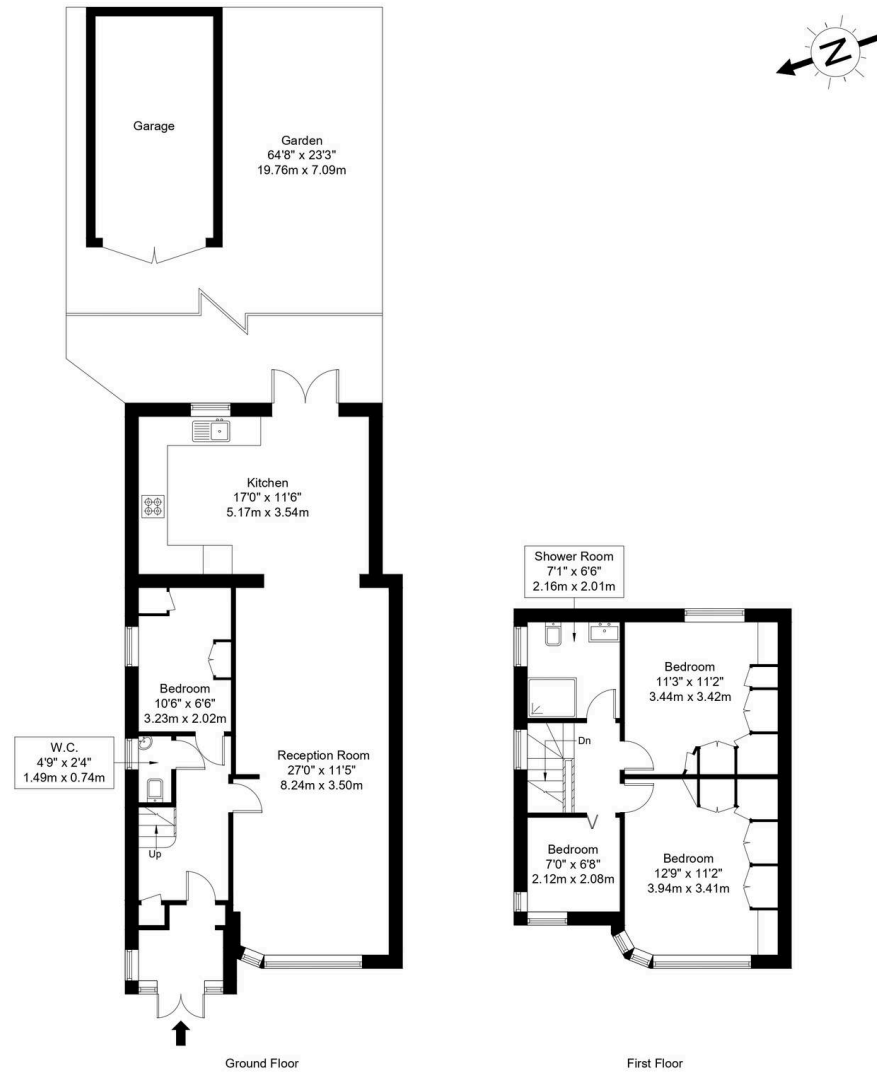 N
Garage
Garden
64'8" x 23'3"
19.76m x 7.09m
Kitchen
17'0" x 11'6"
5.17m x 3.54m
Bedroom
10'6" x 6'6"
3.23m x 2.02m
W.C.
4'9" x 2'4"
1.49m x 0.74m
Reception Room
27'0" x 11'5"
8.24m x 3.50m
Up
Ground Floor
Shower Room
7'1" x 6'6"
2.16m x 2.01m
Bedroom
11'3" x 11'2"
3.44m x 3.42m
Dn
Bedroom
7'0" x 6'8"
2.12m x 2.08m
Bedroom
12'9" x 11'2"
3.94m x 3.41m
First Floor